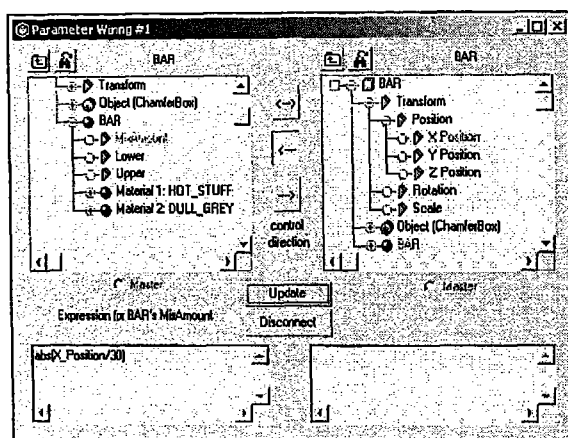 Parameter Wiring #1
BAR
Transform
Object (ChamferBox)
BAR
MixAmount
Lower
Upper
Material 1: HOT_STUFF
Material 2: DULL_GREY
control
direction
BAR
BAR
Transform
Position
X Position
Y Position
Z Position
Rotation
Scale
Object (ChamferBox)
BAR
Master
Update
Master
Expression for BAR's MixAmount
Disconnect
abs(X_Position/30)